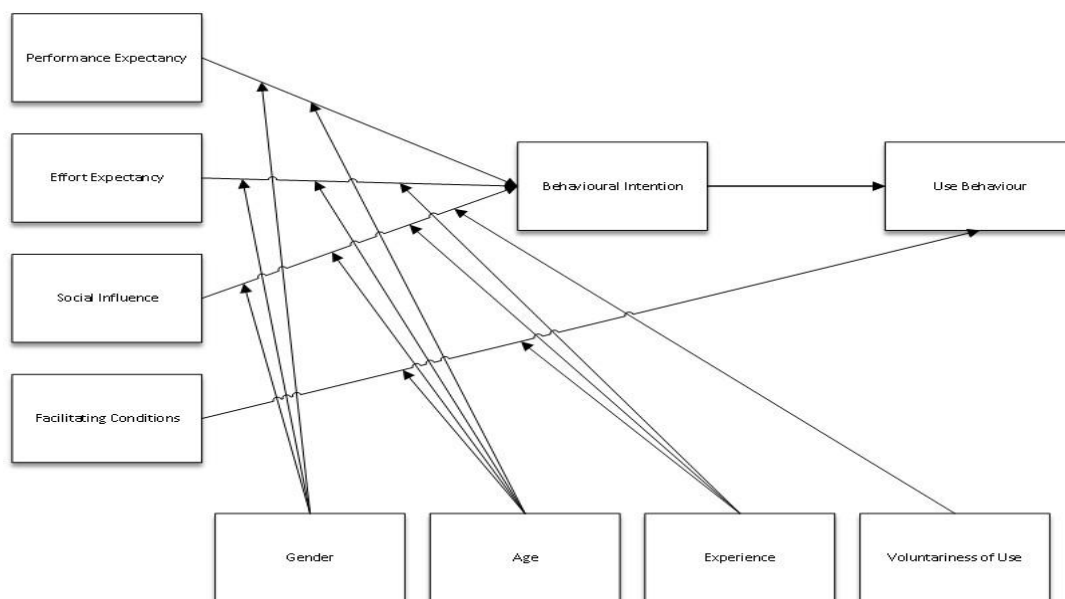 Performance Expectancy
Effort Expectancy
Behavioural Intention
Use Behaviour
Social Influence
Facilitating Conditions
Gender
Age
Experience
Voluntariness of Use